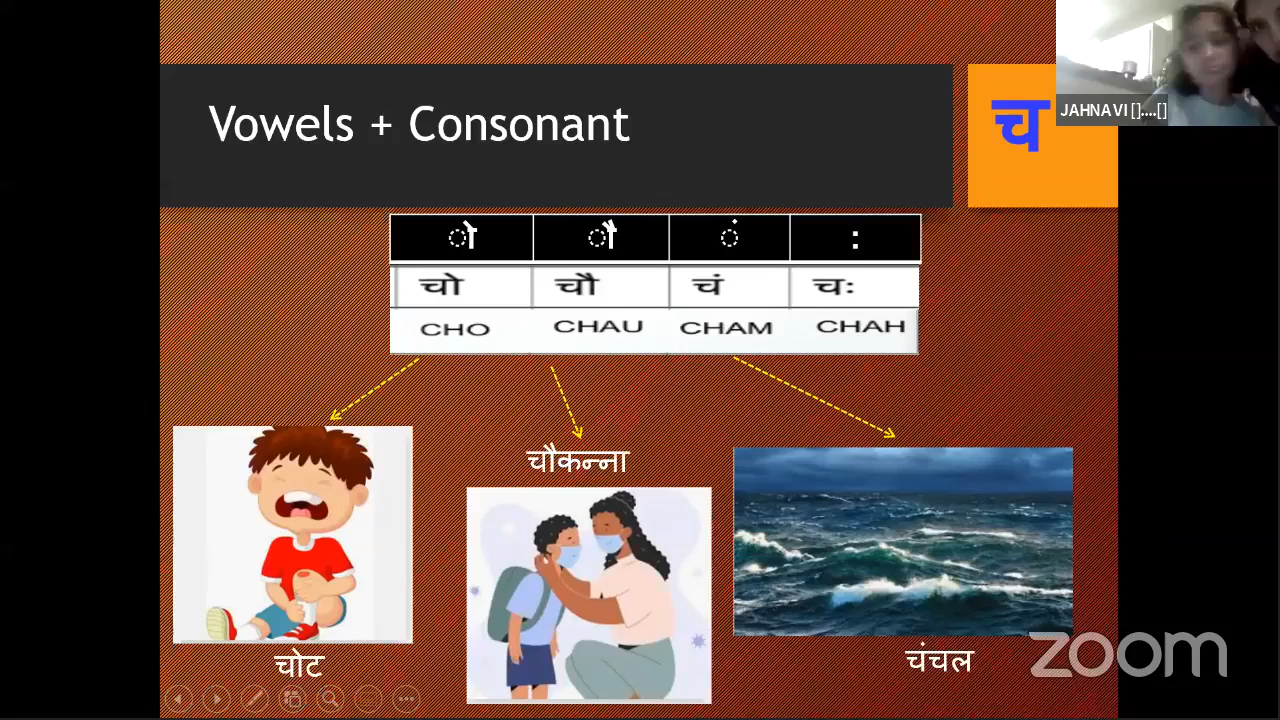 Vowels + Consonant
च
JAHNAVI []....[]
ो ौ ं :
चो चौ चं चः
CHO CHAU CHAM CHAH
चौकन्ना
चोट
चंचल
zoom